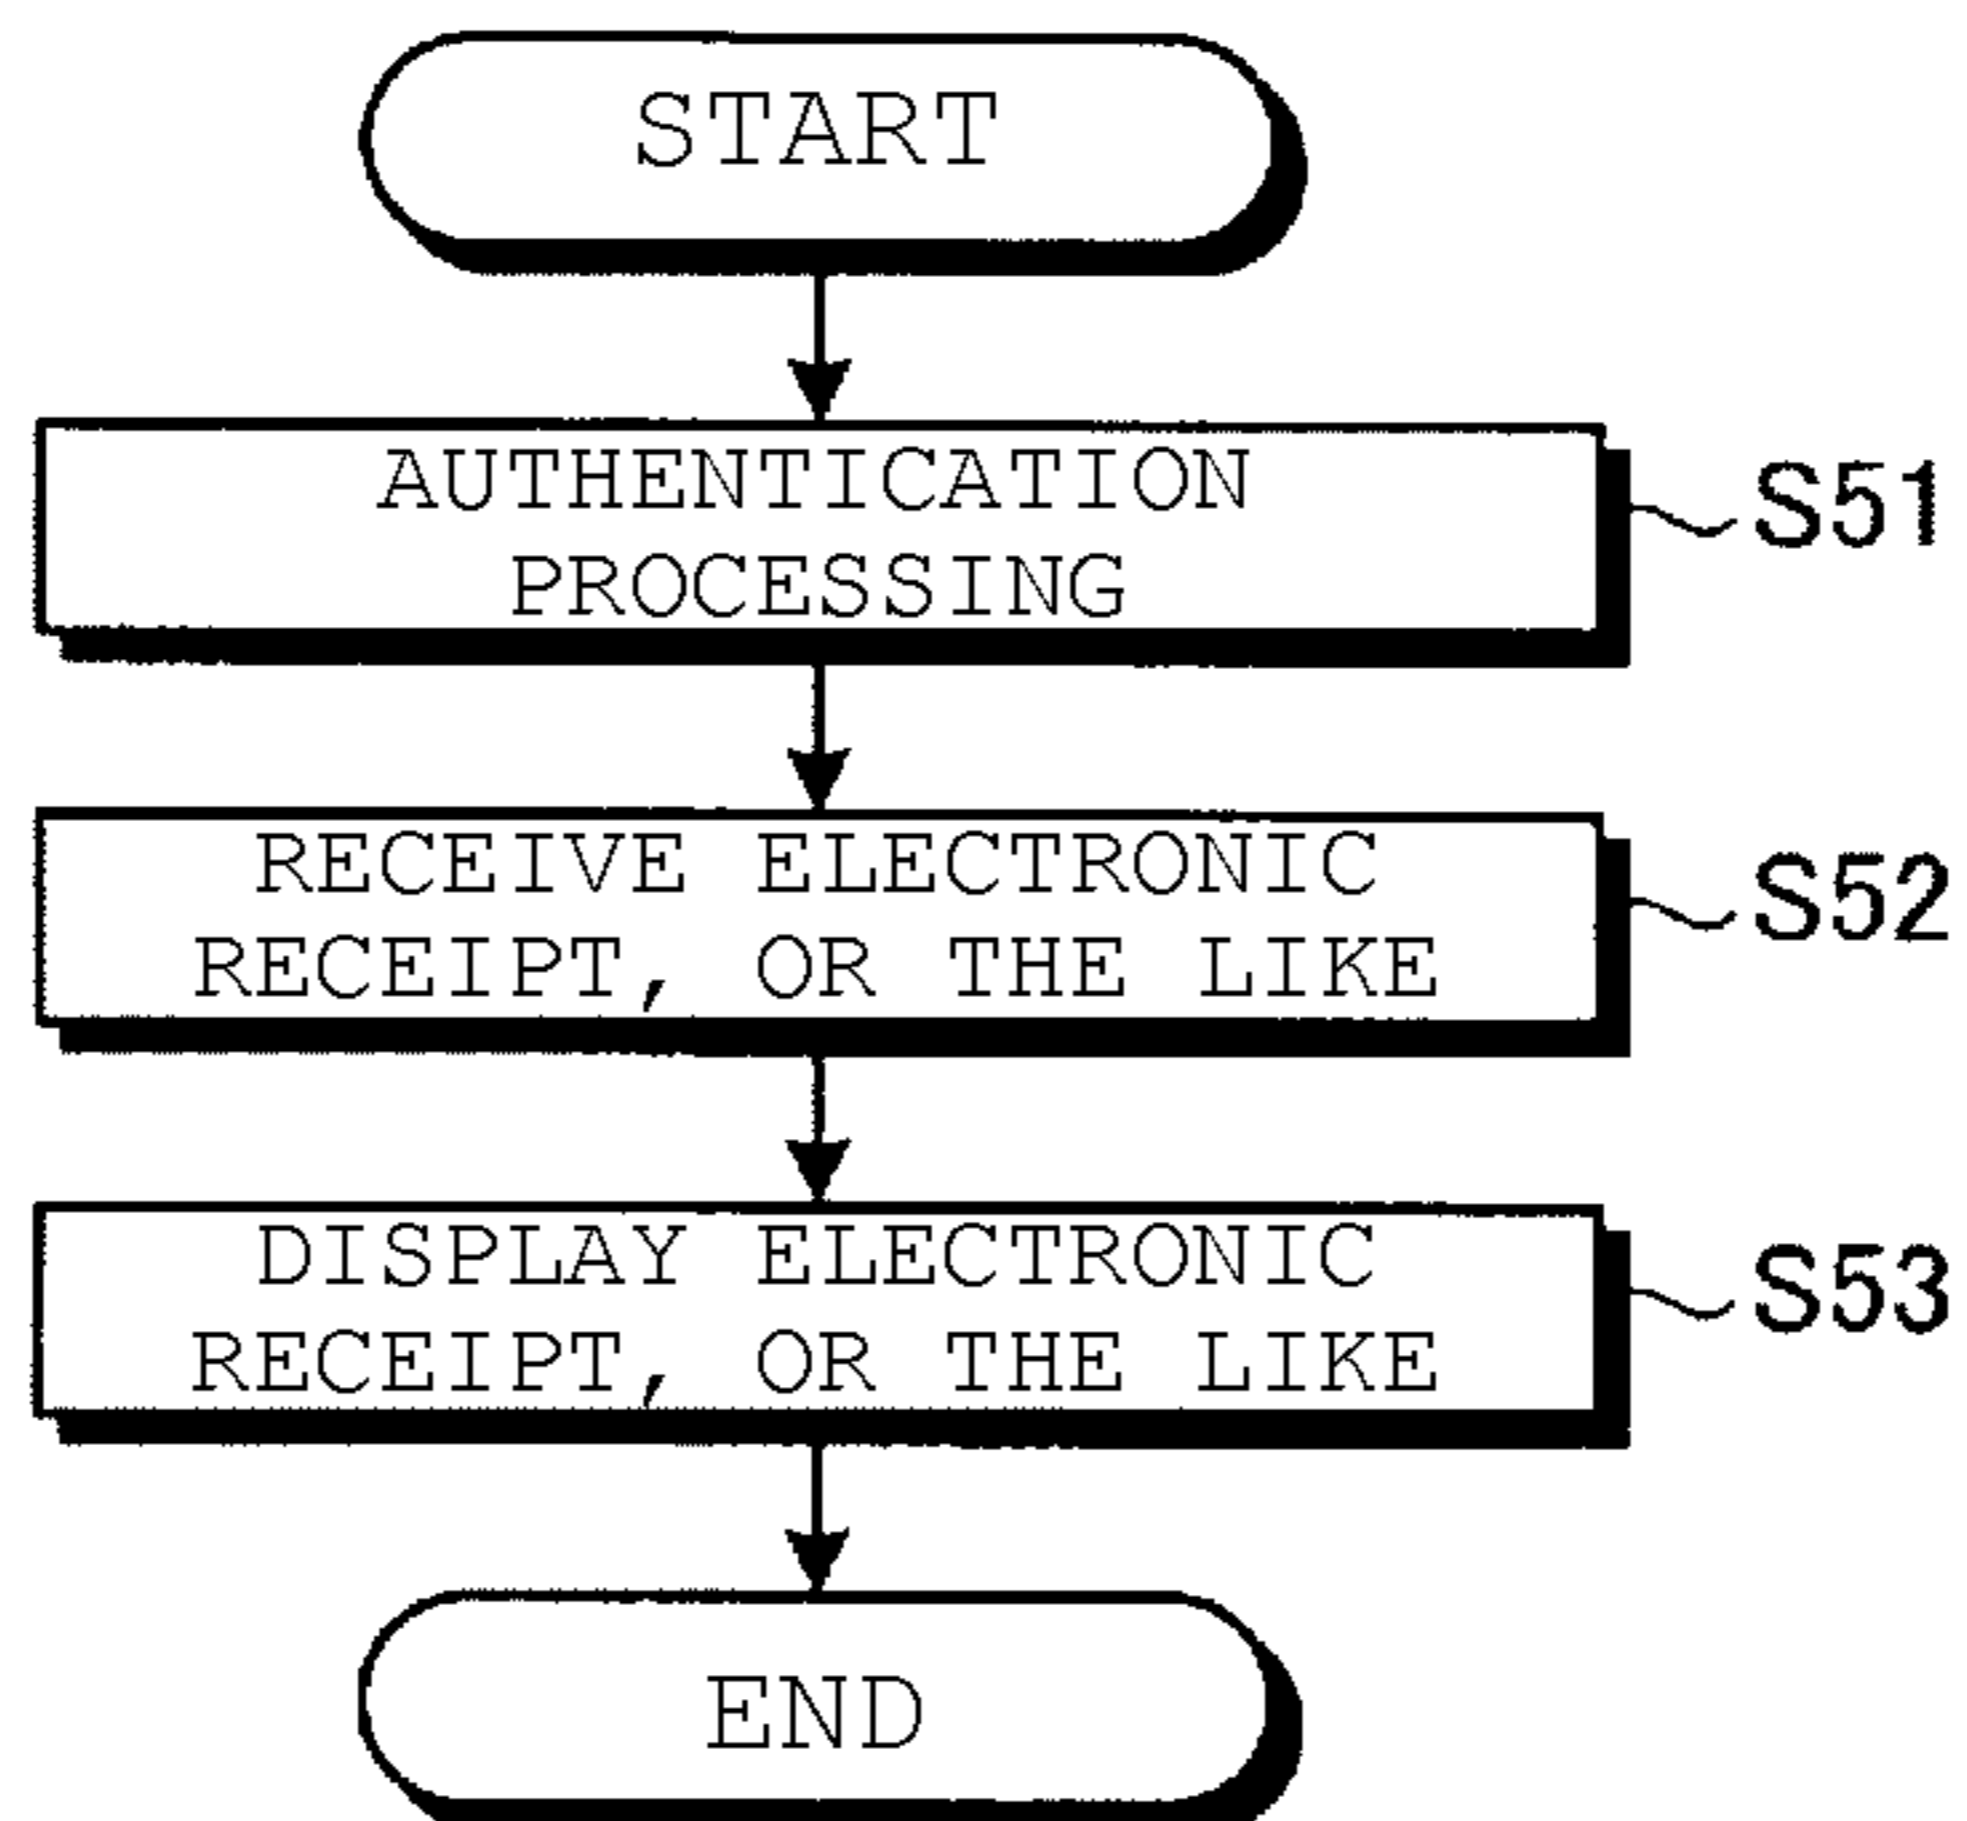 START
AUTHENTICATION
PROCESSING
S51
RECEIVE ELECTRONIC
RECEIPT, OR THE LIKE
S52
DISPLAY ELECTRONIC
RECEIPT, OR THE LIKE
S53
END